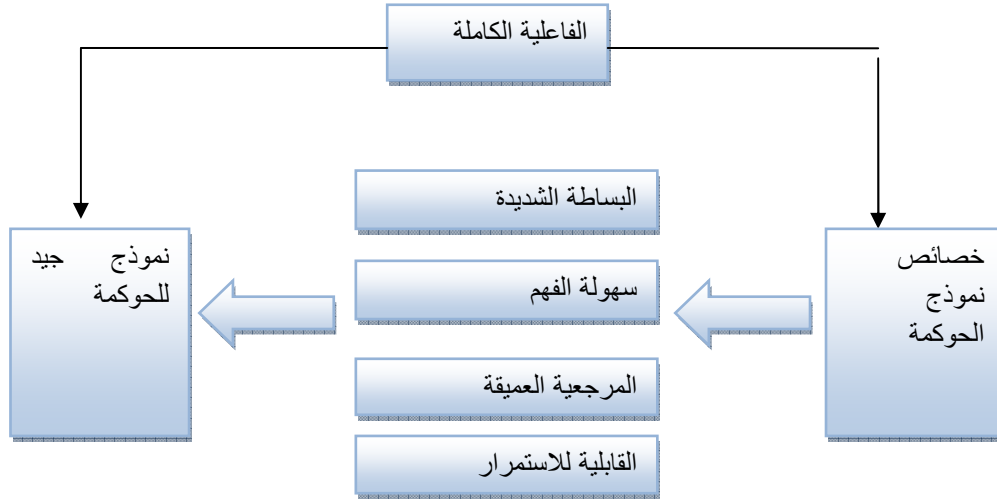 الفاعلية الكاملة
خصائص
نموذج
الحوكمة
البساطة الشديدة
سهولة الفهم
المرجعية العميقة
القابلية للاستمرار
نموذج جيد
للحوكمة